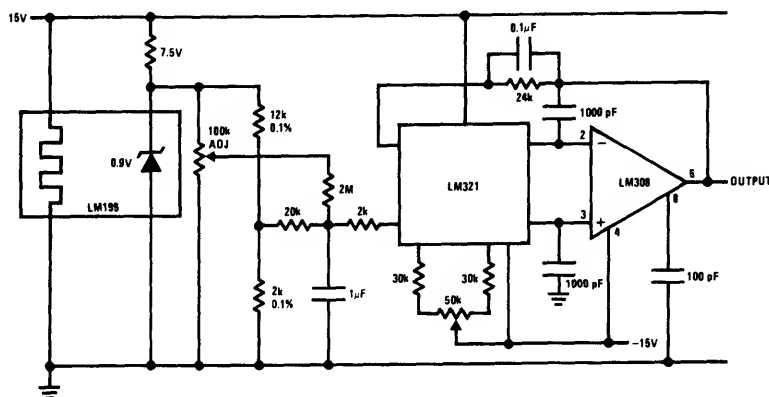 15V
7.5V
0.1µF
24k
12k
0.1%
100k
ADJ
1000 pF
0.9V
2
−
LM321
LM308
6
OUTPUT
2M
LM199
8
20k
2k
3
+
4
30k
30k
2k
0.1%
1µF
50k
1000 pF
100 pF
−15V